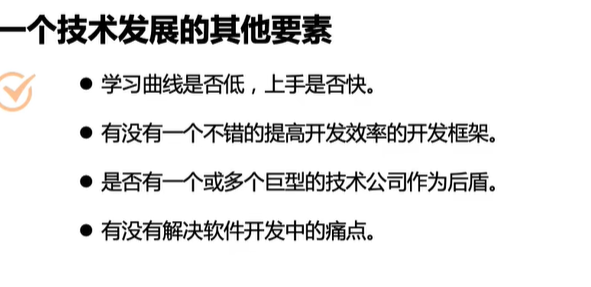 一个技术发展的其他要素
● 学习曲线是否低，上手是否快。
● 有没有一个不错的提高开发效率的开发框架。
● 是否有一个或多个巨型的技术公司作为后盾。
● 有没有解决软件开发中的痛点。